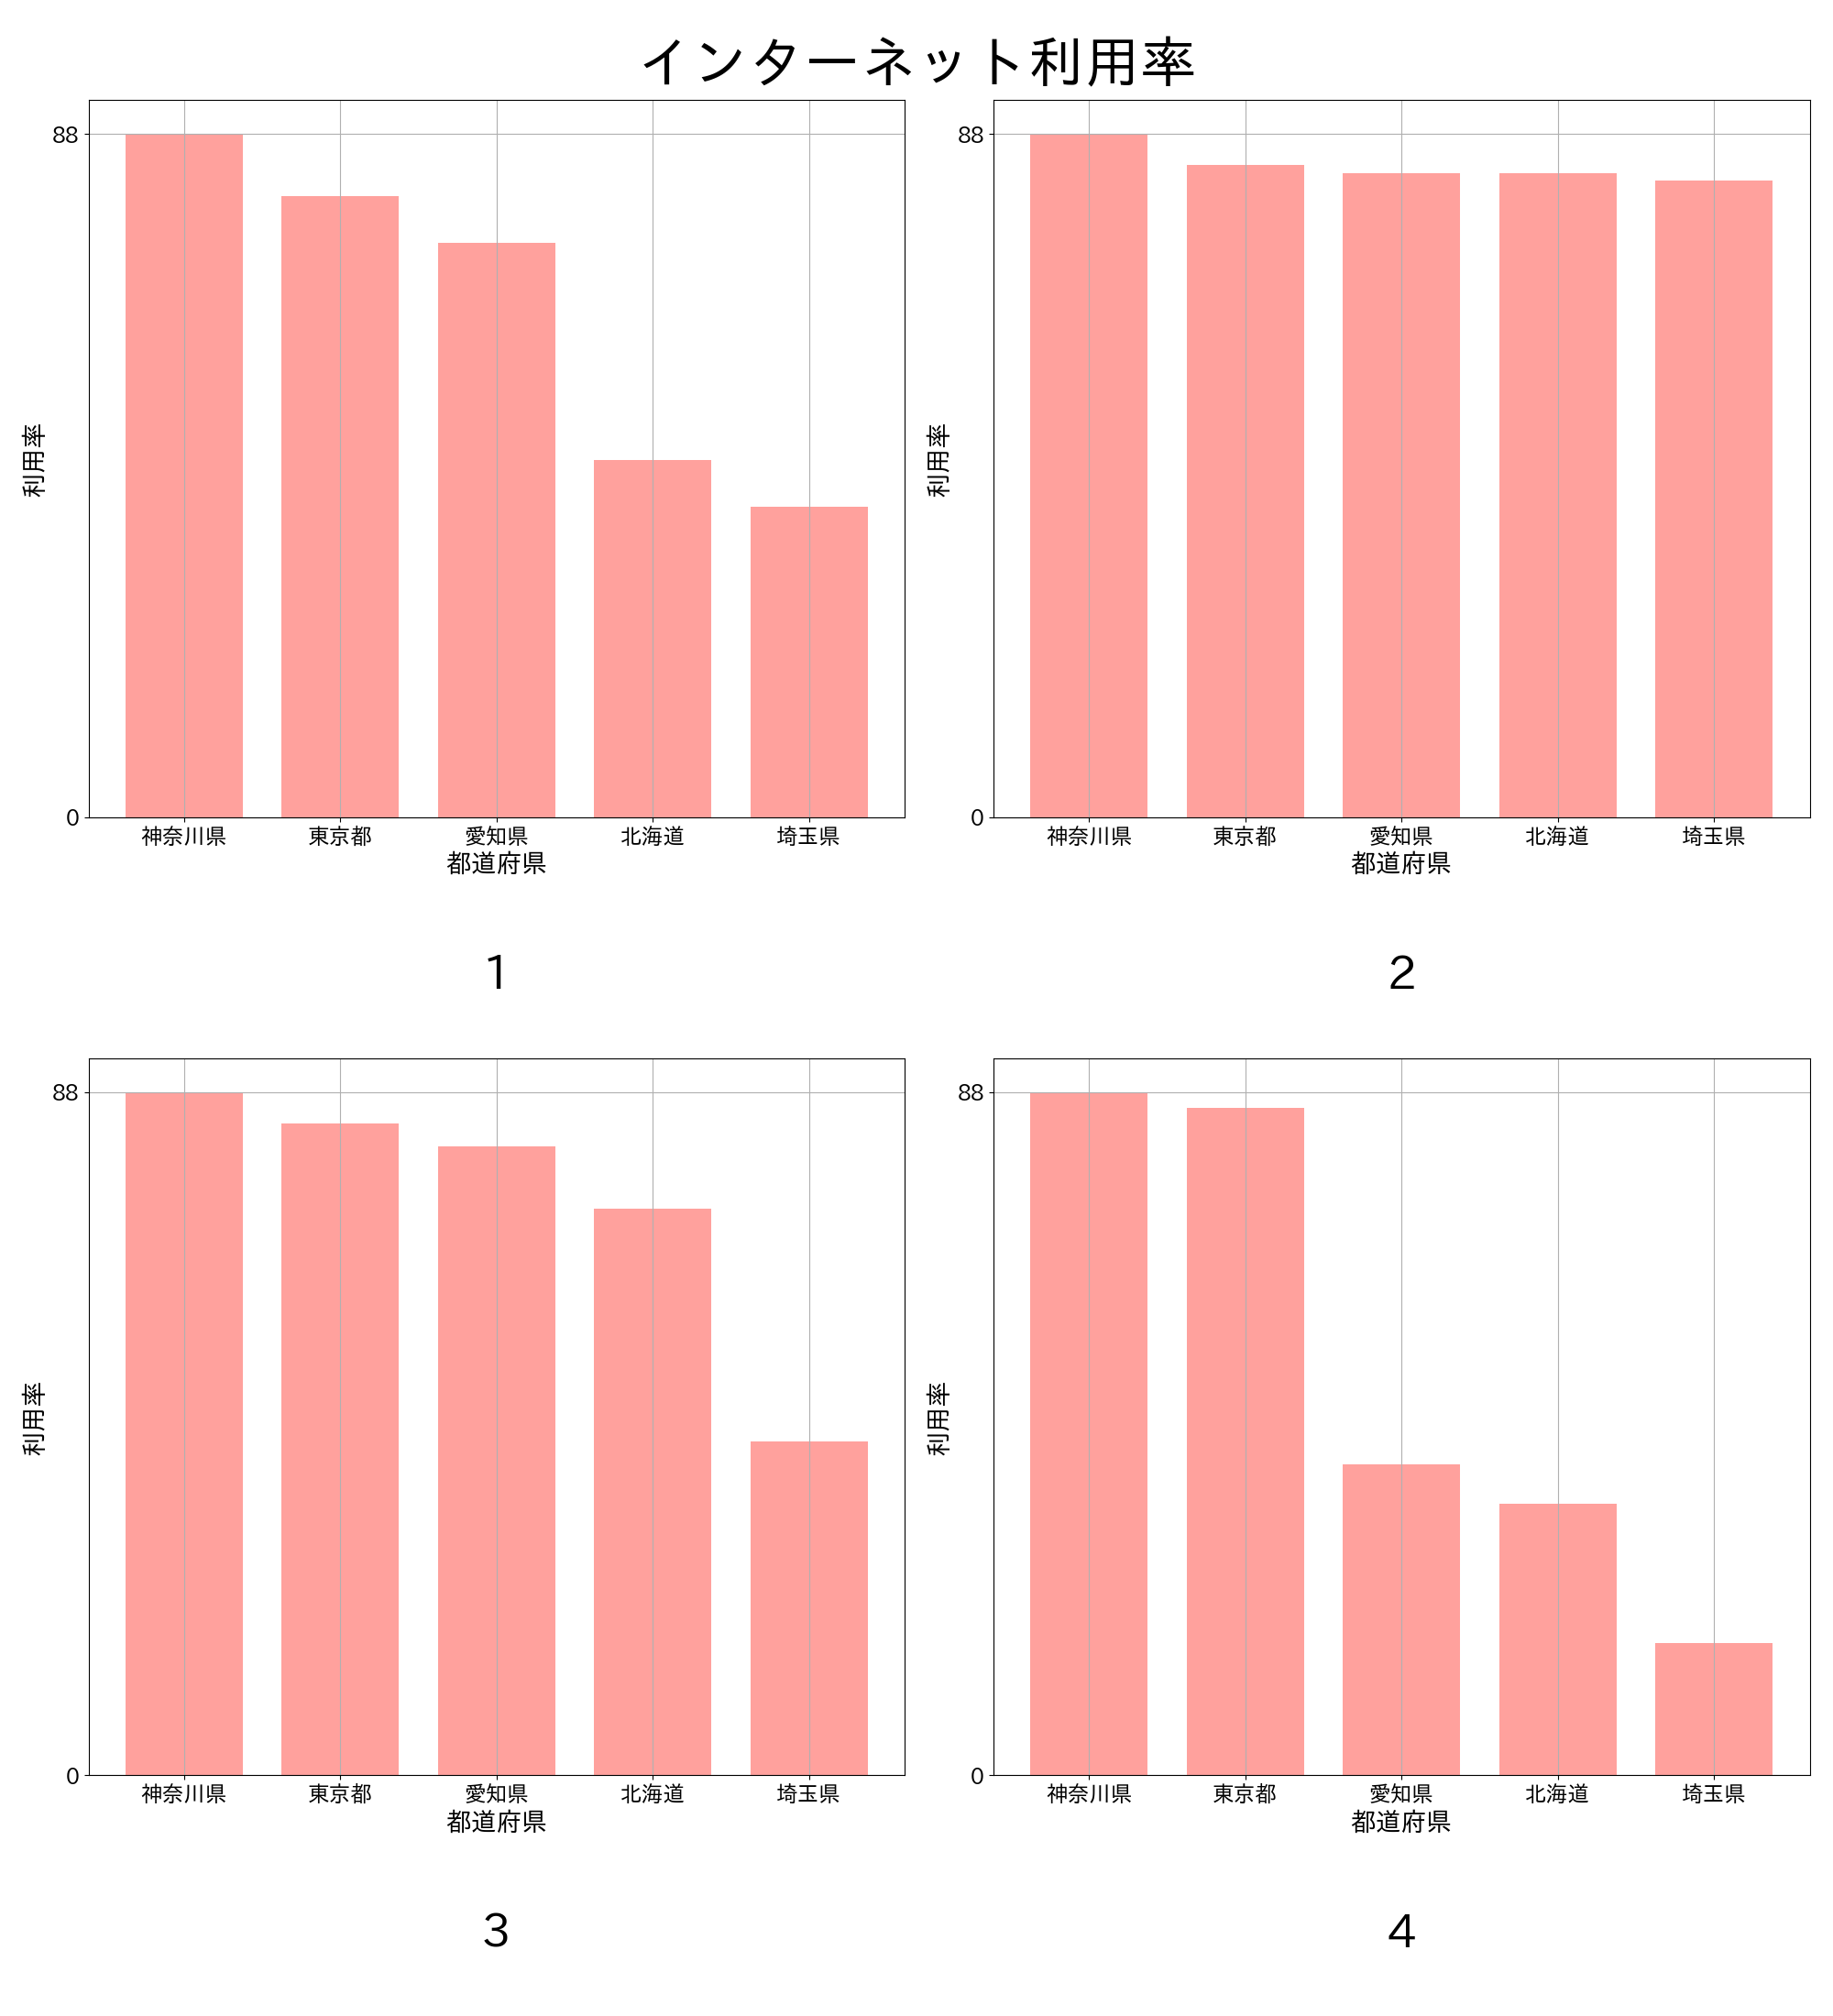 インターネット利用率
88
0
利用率
神奈川県 東京都 愛知県 北海道 埼玉県
都道府県
1
88
0
利用率
神奈川県 東京都 愛知県 北海道 埼玉県
都道府県
2
88
0
利用率
神奈川県 東京都 愛知県 北海道 埼玉県
都道府県
3
88
0
利用率
神奈川県 東京都 愛知県 北海道 埼玉県
都道府県
4